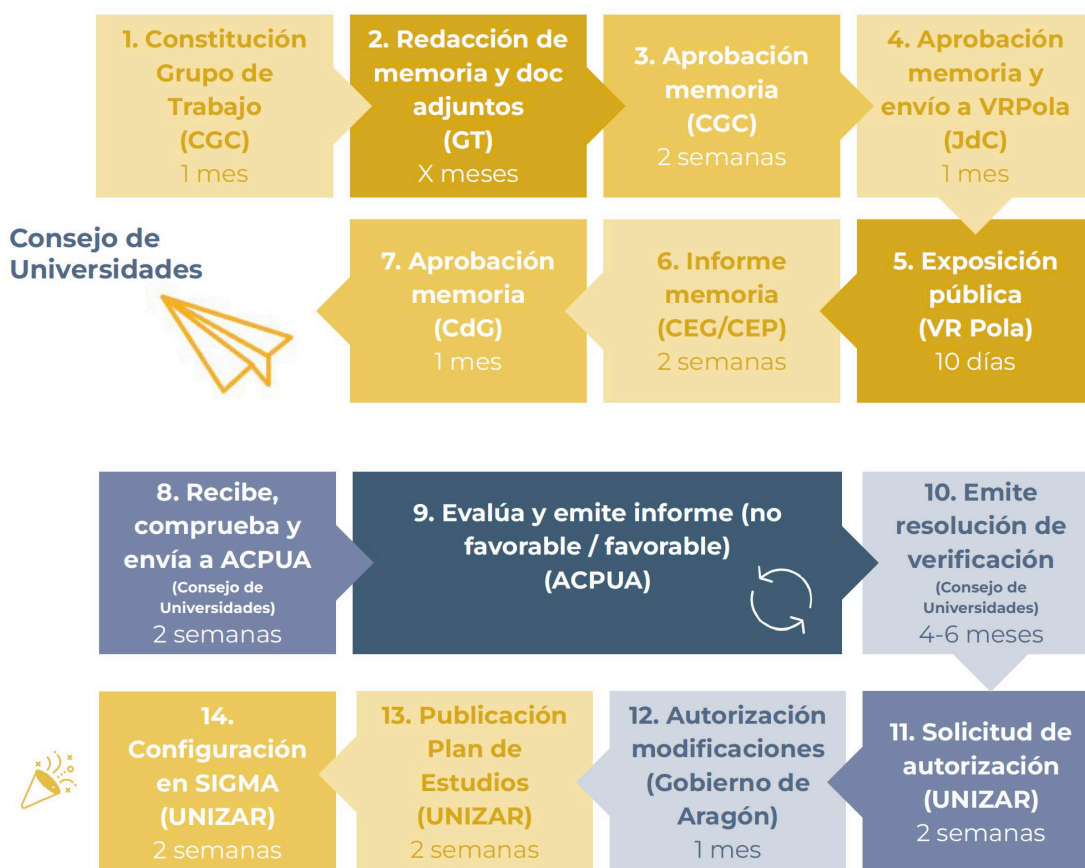 1. Constitución
Grupo de
Trabajo
(CGC)
1 mes
2. Redacción de
memoria y doc
adjuntos
(GT)
X meses
3. Aprobación
memoria
(CGC)
2 semanas
4. Aprobación
memoria y
envío a VRPola
(JdC)
1 mes
5. Exposición
pública
(VR Pola)
10 días
6. Informe
memoria
(CEG/CEP)
2 semanas
7. Aprobación
memoria
(CdG)
1 mes
Consejo de
Universidades
8. Recibe,
comprueba y
envía a ACPUA
(Consejo de
Universidades)
2 semanas
9. Evalúa y emite informe (no
favorable / favorable)
(ACPUA)
10. Emite
resolución de
verificación
(Consejo de
Universidades)
4-6 meses
11. Solicitud de
autorización
(UNIZAR)
2 semanas
12. Autorización
modificaciones
(Gobierno de
Aragón)
1 mes
13. Publicación
Plan de
Estudios
(UNIZAR)
2 semanas
14.
Configuración
en SIGMA
(UNIZAR)
2 semanas